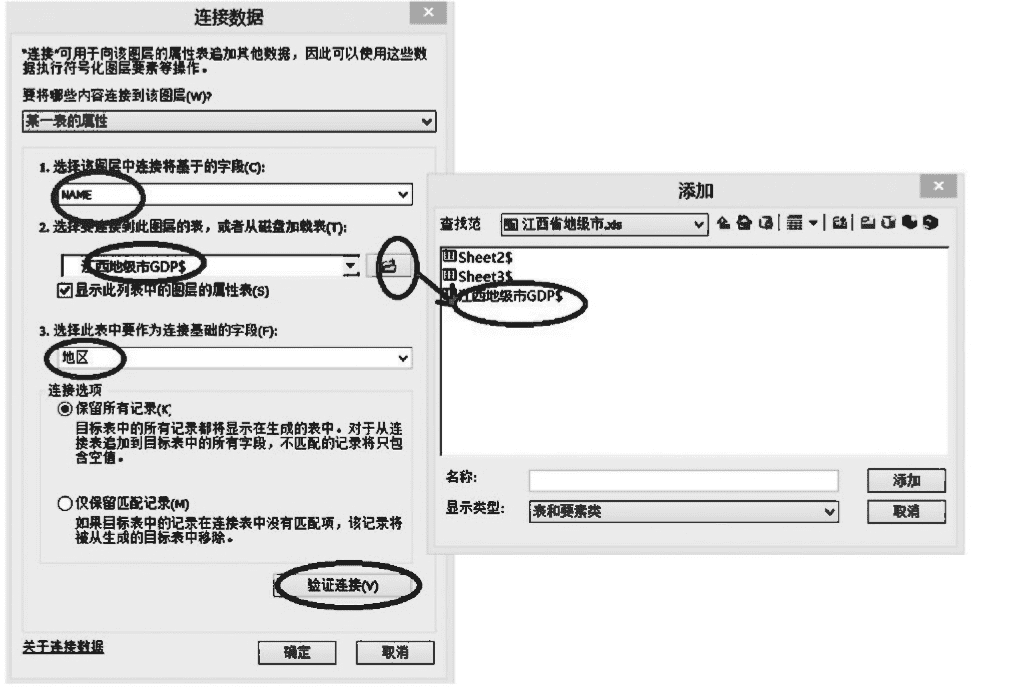 连接数据
"连接"可用于向该图层的属性表追加其他数据，因此可以使用这些数
据执行符号化图层要素等操作。
要将哪些内容连接到该图层(W)?
某一表的属性
1. 选择该图层中连接将基于的字段(C):
NAME
2. 选择要连接到此图层的表，或者从磁盘加载表(T):
江西地级市GDP$
显示此列表中的图层的属性表(S)
3. 选择此表中要作为连接基础的字段(F):
地区
连接选项
保留所有记录(K)
目标表中的所有记录都将显示在生成的表中。对于从连
接表追加到目标表中的所有字段，不匹配的记录将只包
含空值。
仅保留匹配记录(M)
如果目标表中的记录在连接表中没有匹配项，该记录将
被从生成的目标表中移除。
验证连接(V)
关于连接数据
确定
取消
添加
查找范
江西省地级市.xls
Sheet2$
Sheet3$
江西地级市GDP$
名称:
添加
显示类型:
表和要素类
取消